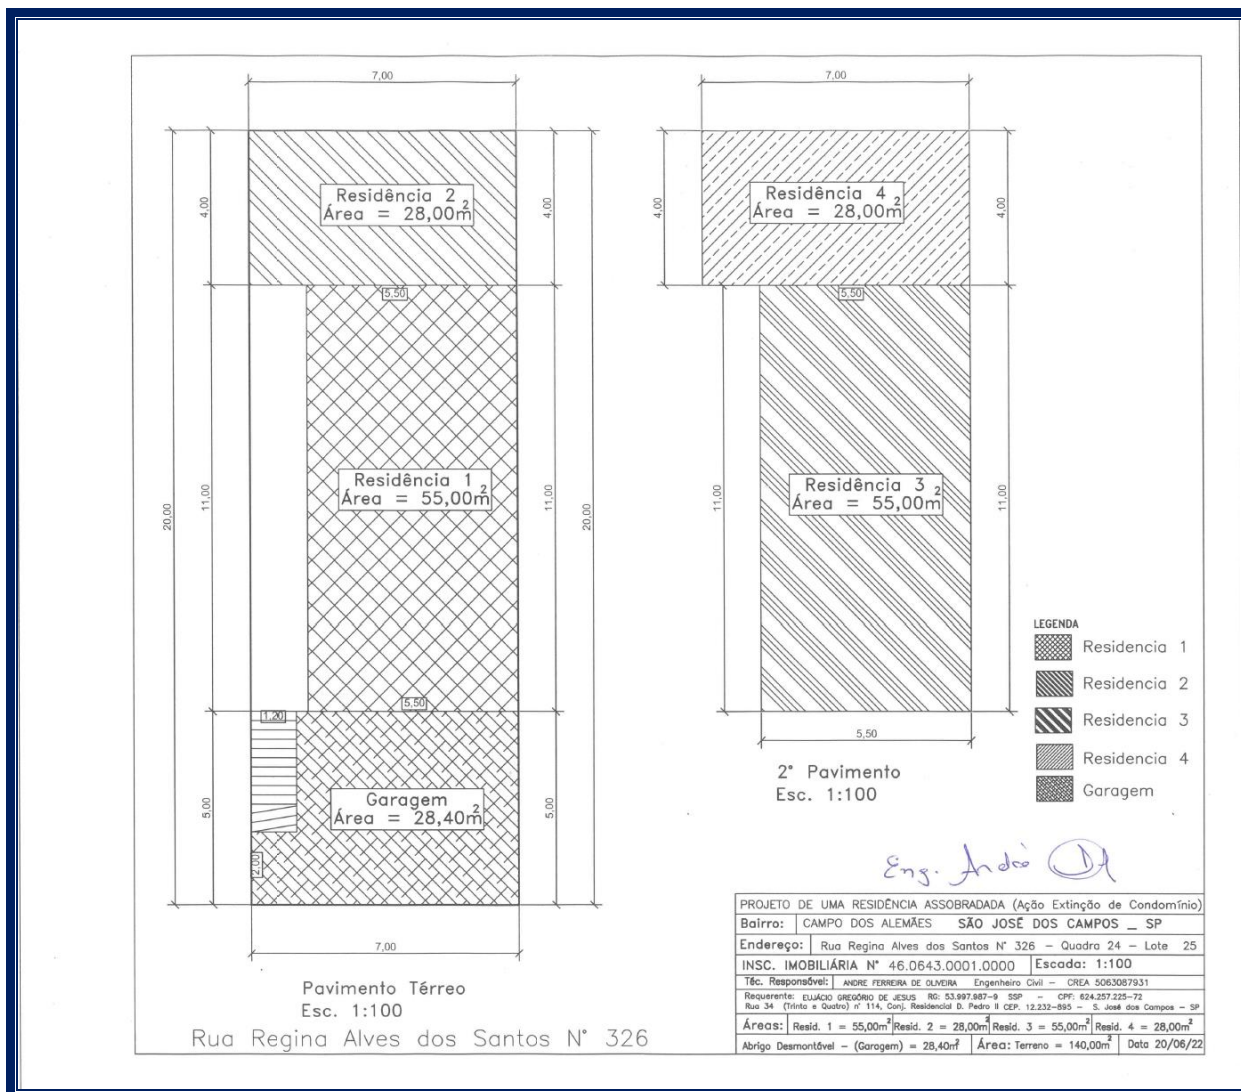 7,00
7,00
Residência 2
Área = 28,00m²
4,00
4,00
Residência 4
Área = 28,00m²
4,00
4,00
5,50
5,50
Residência 1
Área = 55,00m²
20,00
11,00
11,00
20,00
Residência 3
Área = 55,00m²
11,00
11,00
LEGENDA
Residencia 1
Residencia 2
Residencia 3
Residencia 4
Garagem
5,50
1,20
Garagem
Área = 28,40m²
5,00
5,00
2,00
7,00
5,50
2° Pavimento
Esc. 1:100
Pavimento Térreo
Esc. 1:100
Rua Regina Alves dos Santos N° 326
Eng. André
PROJETO DE UMA RESIDÊNCIA ASSOBRADADA (Ação Extinção de Condomínio)
Bairro: CAMPO DOS ALEMÃES SÃO JOSÉ DOS CAMPOS _ SP
Endereço: Rua Regina Alves dos Santos N° 326 – Quadra 24 – Lote 25
INSC. IMOBILIÁRIA N° 46.0643.0001.0000 Escada: 1:100
Téc. Responsável: ANDRE FERREIRA DE OLIVEIRA Engenheiro Civil – CREA 5063087931
Requerente: EUJÁCIO GREGÓRIO DE JESUS RG: 53.997.987-9 SSP – CPF: 624.257.225-72
Rua 34 (Trinta e Quatro) n° 114, Conj. Residencial D. Pedro II CEP. 12.232-895 – S. José dos Campos – SP
Áreas: Resid. 1 = 55,00m² Resid. 2 = 28,00m² Resid. 3 = 55,00m² Resid. 4 = 28,00m²
Abrigo Desmontável – (Garagem) = 28,40m² Área: Terreno = 140,00m² Data 20/06/22